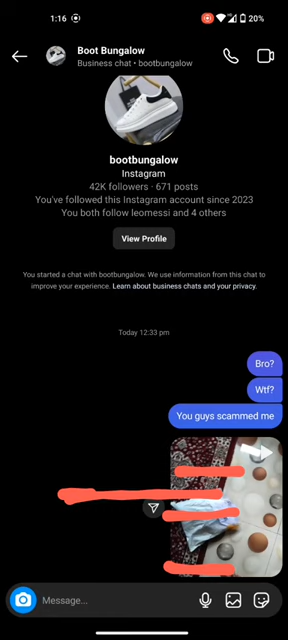 1:16
20%
Boot Bungalow
Business chat • bootbungalow
bootbungalow
Instagram
42K followers · 671 posts
You've followed this Instagram account since 2023
You both follow leomessi and 4 others
View Profile
You started a chat with bootbungalow. We use information from this chat to
improve your experience. Learn about business chats and your privacy.
Today 12:33 pm
Bro?
Wtf?
You guys scammed me
Message...